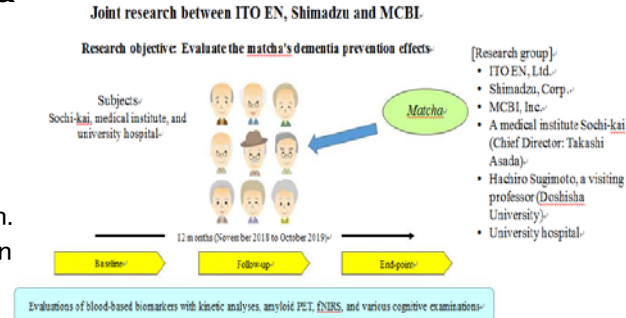 Joint research between ITO EN, Shimadzu and MCBI
Research objective: Evaluate the matcha's dementia prevention effects
Subjects
Sochi-kai, medical institute, and
university hospital
Matcha
[Research group]
• ITO EN, Ltd.
• Shimadzu, Corp.
• MCBI, Inc.
• A medical institute Sochi-kai
(Chief Director: Takashi
Asada)
• Hachiro Sugimoto, a visiting
professor (Doshisha
University)
• University hospital
n.
n
12 months (November 2018 to October 2019)
Baseline
Follow-up
End-point
Evaluations of blood-based biomarkers with kinetic analyses, amyloid PET, fNIRS, and various cognitive examinations